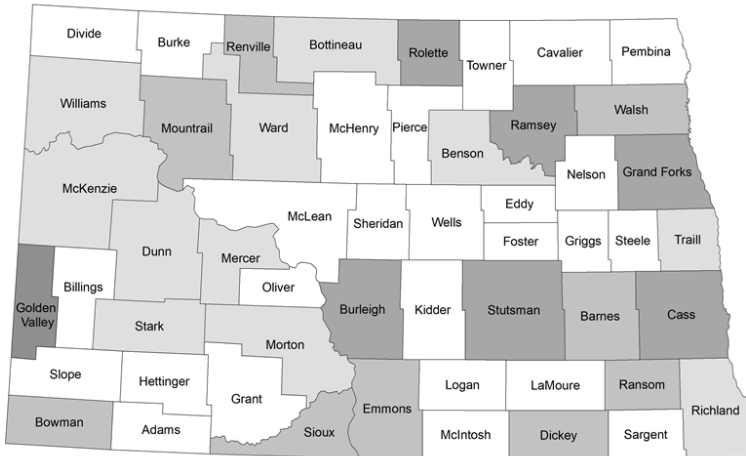 Divide
Burke
Renville
Bottineau
Rolette
Towner
Cavalier
Pembina
Williams
Mountrail
Ward
McHenry
Pierce
Benson
Ramsey
Walsh
Nelson
Grand Forks
McKenzie
McLean
Sheridan
Wells
Eddy
Foster
Griggs
Steele
Traill
Dunn
Mercer
Oliver
Billings
Golden
Valley
Stark
Morton
Burleigh
Kidder
Stutsman
Barnes
Cass
Slope
Hettinger
Grant
Emmons
Logan
LaMoure
Ransom
Richland
Bowman
Adams
Sioux
McIntosh
Dickey
Sargent